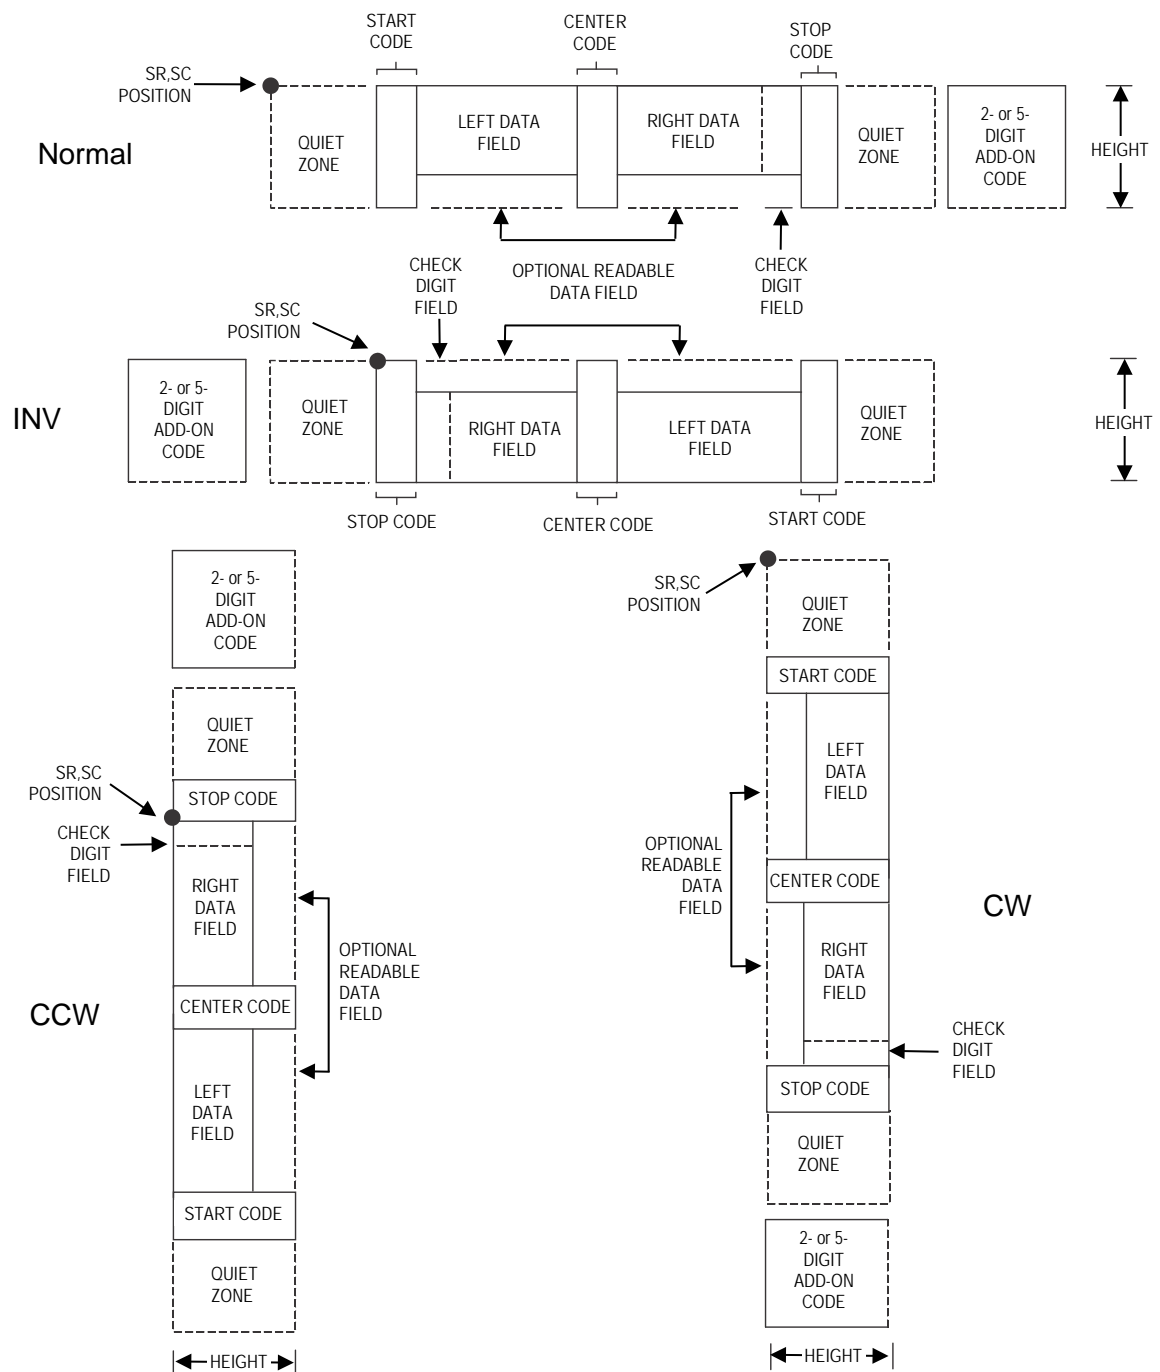 START
CODE
CENTER
CODE
STOP
CODE
SR,SC
POSITION
Normal
QUIET
ZONE
LEFT DATA
FIELD
RIGHT DATA
FIELD
QUIET
ZONE
2- or 5-
DIGIT
ADD-ON
CODE
HEIGHT
CHECK
DIGIT
FIELD
OPTIONAL READABLE
DATA FIELD
CHECK
DIGIT
FIELD
SR,SC
POSITION
INV
2- or 5-
DIGIT
ADD-ON
CODE
QUIET
ZONE
RIGHT DATA
FIELD
LEFT DATA
FIELD
QUIET
ZONE
HEIGHT
STOP CODE
CENTER CODE
START CODE
2- or 5-
DIGIT
ADD-ON
CODE
QUIET
ZONE
SR,SC
POSITION
STOP CODE
CHECK
DIGIT
FIELD
RIGHT
DATA
FIELD
OPTIONAL
READABLE
DATA
FIELD
CCW
CENTER CODE
LEFT
DATA
FIELD
START CODE
QUIET
ZONE
HEIGHT
SR,SC
POSITION
QUIET
ZONE
START CODE
LEFT
DATA
FIELD
OPTIONAL
READABLE
DATA
FIELD
CENTER CODE
CW
RIGHT
DATA
FIELD
CHECK
DIGIT
FIELD
STOP CODE
QUIET
ZONE
2- or 5-
DIGIT
ADD-ON
CODE
HEIGHT